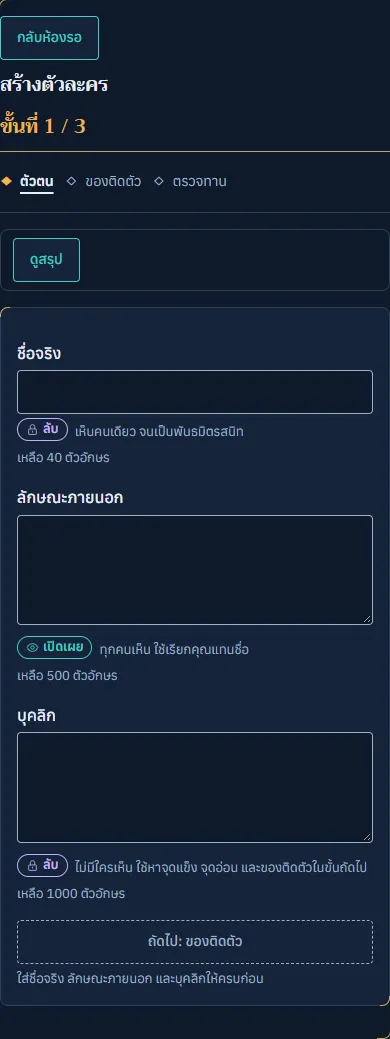 กลับห้องรอ
สร้างตัวละคร
ขั้นที่ 1 / 3
ตัวตน ของติดตัว ตรวจทาน
ดูสรุป
ชื่อจริง
ลับ เห็นคนเดียว จนเป็นพันธมิตรสนิท
เหลือ 40 ตัวอักษร
ลักษณะภายนอก
เปิดเผย ทุกคนเห็น ใช้เรียกคุณแทนชื่อ
เหลือ 500 ตัวอักษร
บุคลิก
ลับ ไม่มีใครเห็น ใช้หาจุดแข็ง จุดอ่อน และของติดตัวในขั้นถัดไป
เหลือ 1000 ตัวอักษร
ถัดไป: ของติดตัว
ใส่ชื่อจริง ลักษณะภายนอก และบุคลิกให้ครบก่อน